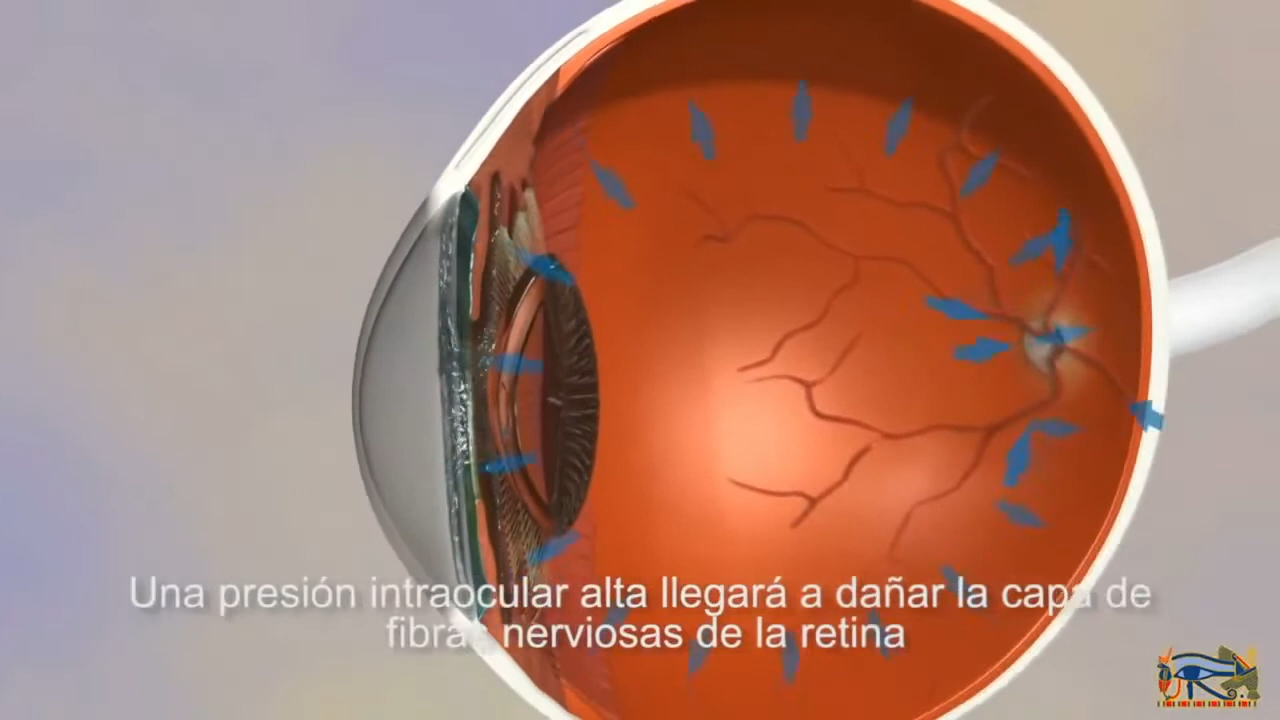 Una presión intraocular alta llegará a dañar la capa de
fibras nerviosas de la retina